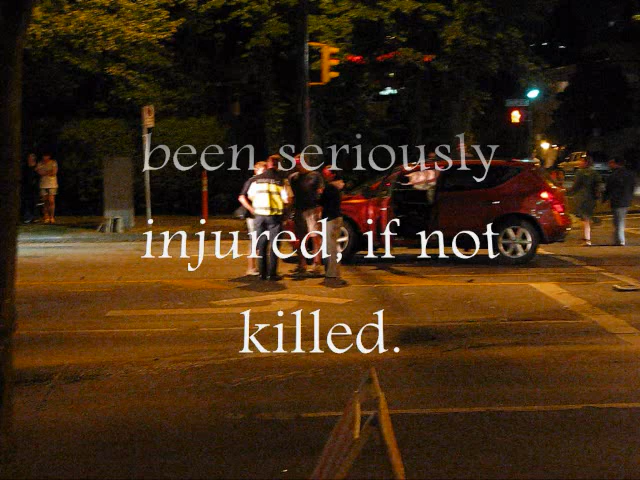 been seriously
injured, if not
killed.